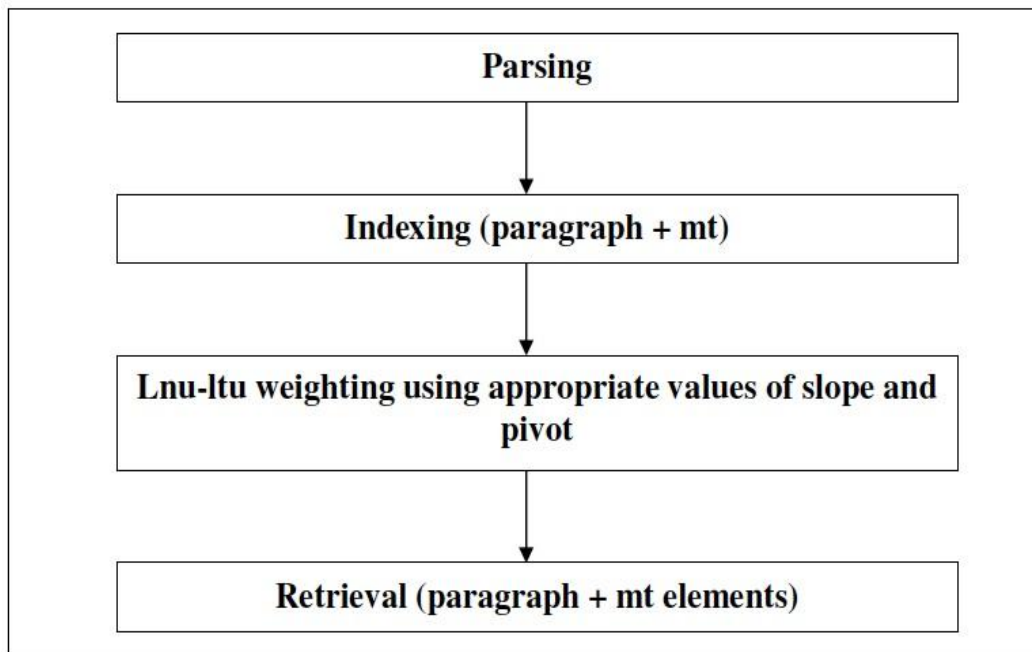 Parsing
Indexing (paragraph + mt)
Lnu-ltu weighting using appropriate values of slope and
pivot
Retrieval (paragraph + mt elements)